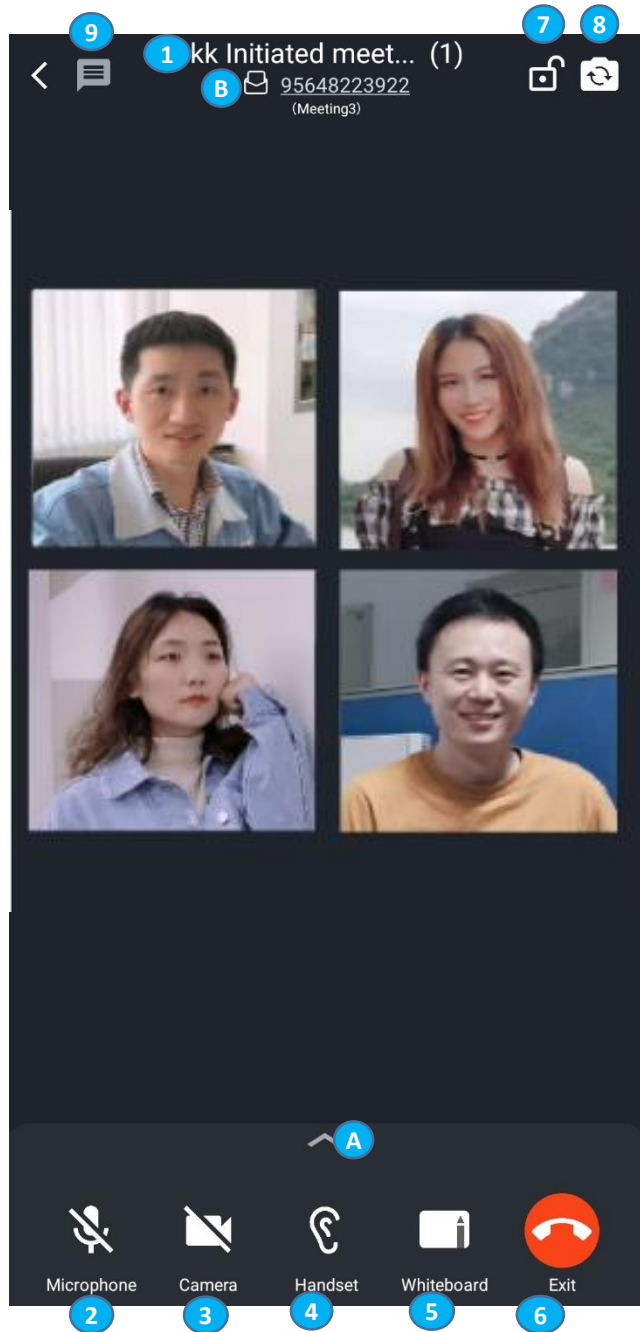 9
7
8
1
kk Initiated meet... (1)
B
95648223922
(Meeting3)
A
Microphone
Camera
Handset
Whiteboard
Exit
2
3
4
5
6